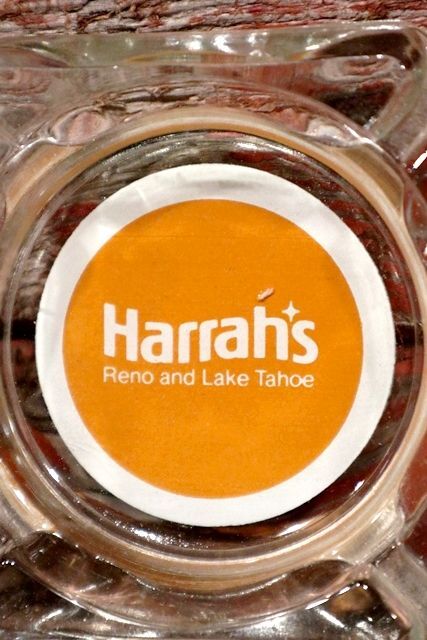 Harrah's
Reno and Lake Tahoe